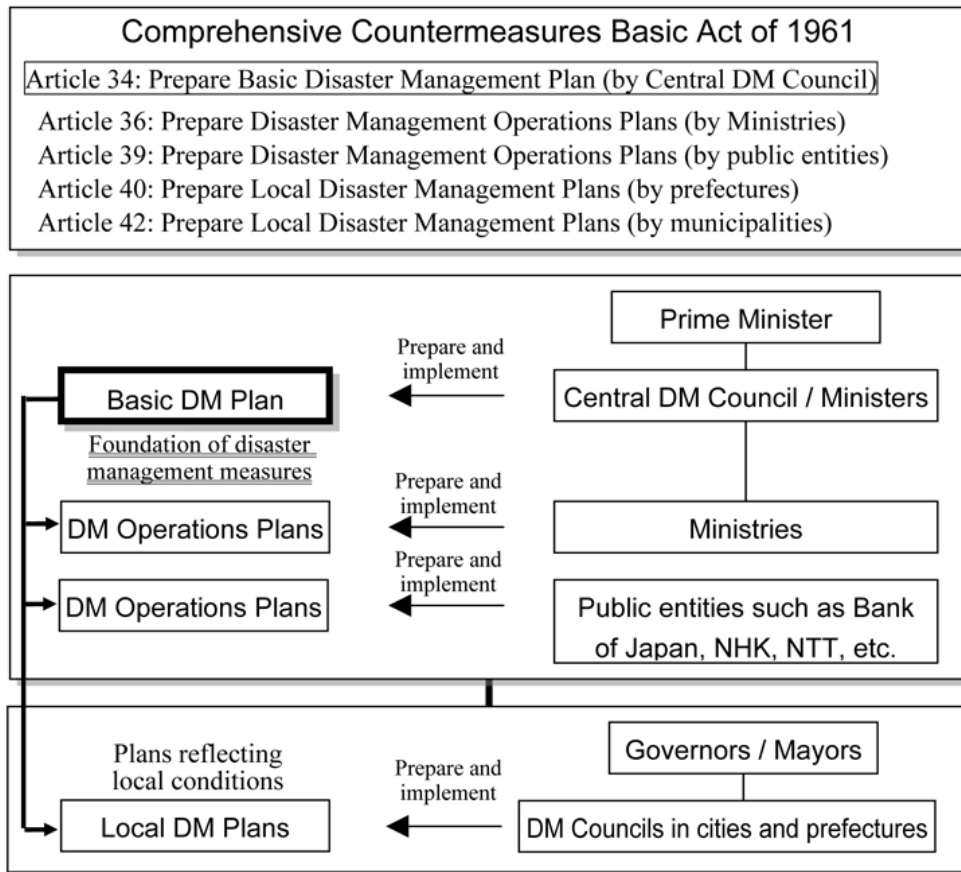 Comprehensive Countermeasures Basic Act of 1961
Article 34: Prepare Basic Disaster Management Plan (by Central DM Council)
Article 36: Prepare Disaster Management Operations Plans (by Ministries)
Article 39: Prepare Disaster Management Operations Plans (by public entities)
Article 40: Prepare Local Disaster Management Plans (by prefectures)
Article 42: Prepare Local Disaster Management Plans (by municipalities)
Prime Minister
Prepare and
implement
Basic DM Plan
Central DM Council / Ministers
Foundation of disaster
management measures
Prepare and
implement
DM Operations Plans
Ministries
Prepare and
implement
DM Operations Plans
Public entities such as Bank
of Japan, NHK, NTT, etc.
Plans reflecting
local conditions
Governors / Mayors
Prepare and
implement
Local DM Plans
DM Councils in cities and prefectures